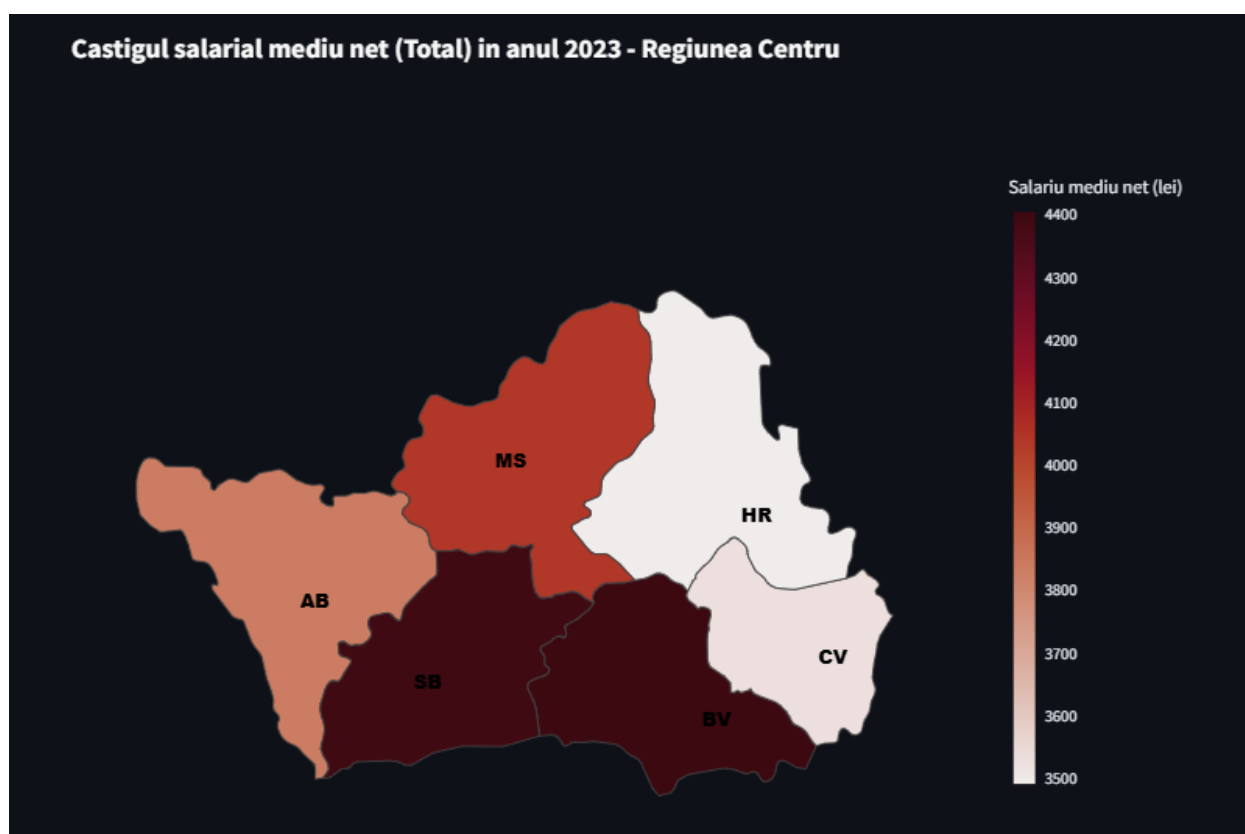 Castigul salarial mediu net (Total) in anul 2023 - Regiunea Centru
Salariu mediu net (lei)
4400
4300
4200
4100
4000
3900
3800
3700
3600
3500
MS
HR
AB
CV
SB
BV